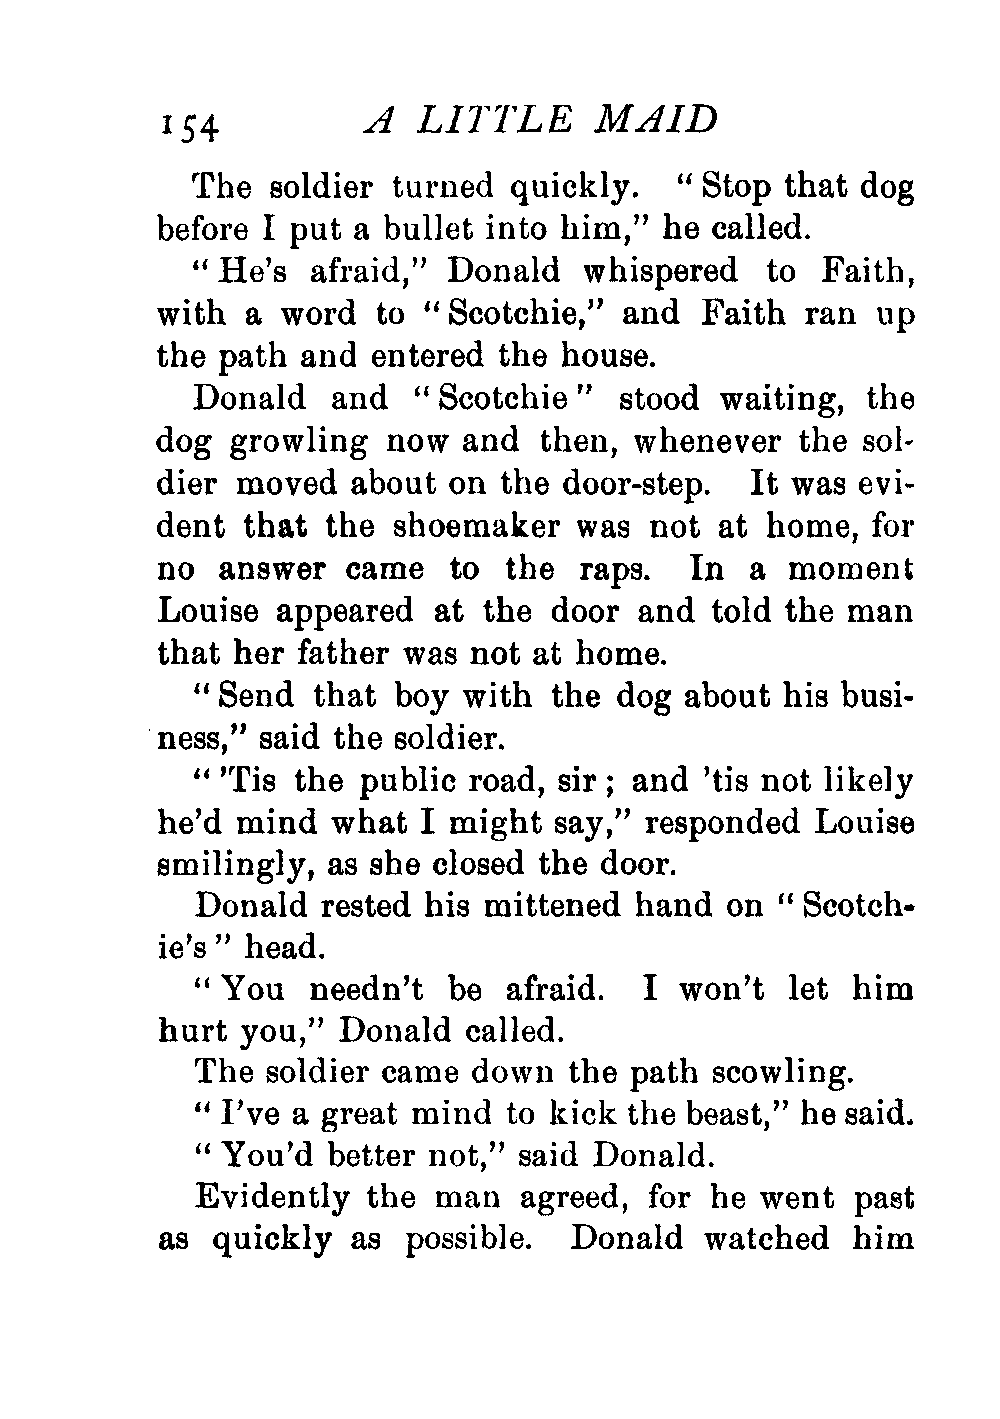 154 A LITTLE MAID
The soldier turned quickly. "Stop that dog
before I put a bullet into him," he called.
"He's afraid," Donald whispered to Faith,
with a word to "Scotchie," and Faith ran up
the path and entered the house.
Donald and "Scotchie" stood waiting, the
dog growling now and then, whenever the sol-
dier moved about on the door-step. It was evi-
dent that the shoemaker was not at home, for
no answer came to the raps. In a moment
Louise appeared at the door and told the man
that her father was not at home.
"Send that boy with the dog about his busi-
ness," said the soldier.
"'Tis the public road, sir; and 'tis not likely
he'd mind what I might say," responded Louise
smilingly, as she closed the door.
Donald rested his mittened hand on "Scotch-
ie's" head.
"You needn't be afraid. I won't let him
hurt you," Donald called.
The soldier came down the path scowling.
"I've a great mind to kick the beast," he said.
"You'd better not," said Donald.
Evidently the man agreed, for he went past
as quickly as possible. Donald watched him